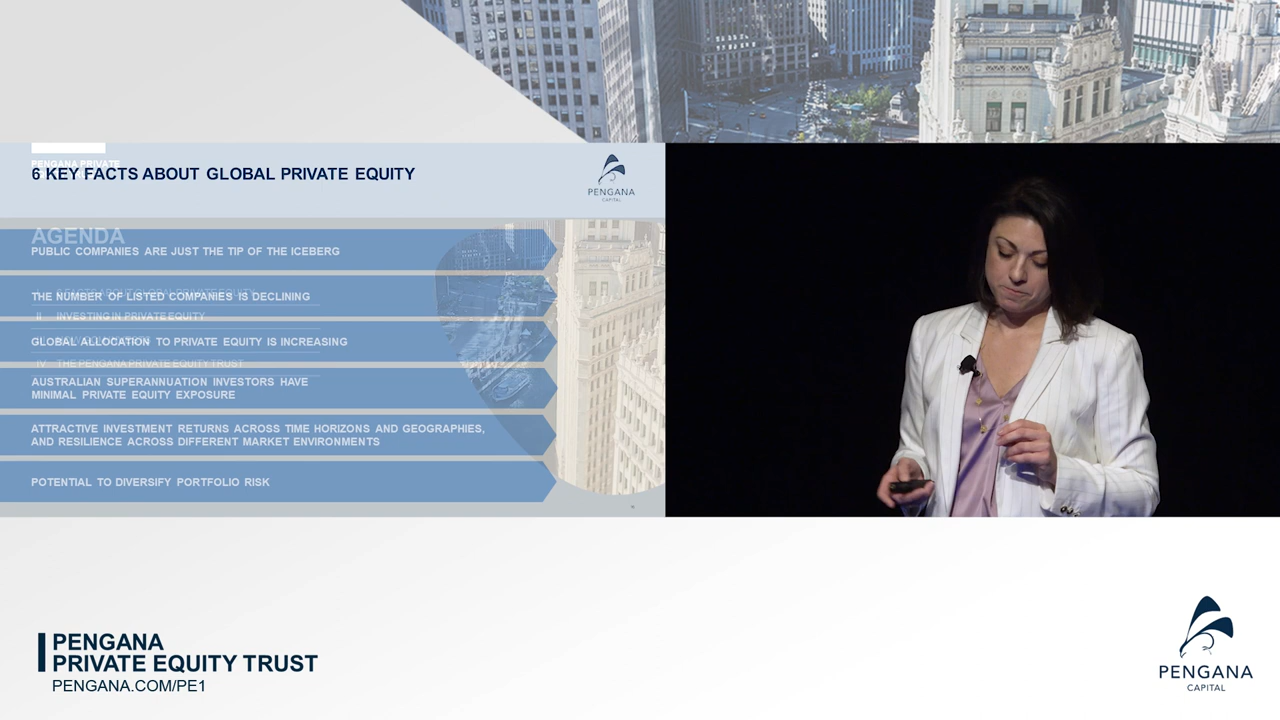 PENGANA PRIVATE
6 KEY FACTS ABOUT GLOBAL PRIVATE EQUITY
PENGANA
CAPITAL
AGENDA
PUBLIC COMPANIES ARE JUST THE TIP OF THE ICEBERG
THE NUMBER OF LISTED COMPANIES IS DECLINING
II INVESTING IN PRIVATE EQUITY
GLOBAL ALLOCATION TO PRIVATE EQUITY IS INCREASING
IV THE PENGANA PRIVATE EQUITY TRUST
AUSTRALIAN SUPERANNUATION INVESTORS HAVE
MINIMAL PRIVATE EQUITY EXPOSURE
ATTRACTIVE INVESTMENT RETURNS ACROSS TIME HORIZONS AND GEOGRAPHIES,
AND RESILIENCE ACROSS DIFFERENT MARKET ENVIRONMENTS
POTENTIAL TO DIVERSIFY PORTFOLIO RISK
PENGANA
PRIVATE EQUITY TRUST
PENGANA.COM/PE1
PENGANA
CAPITAL